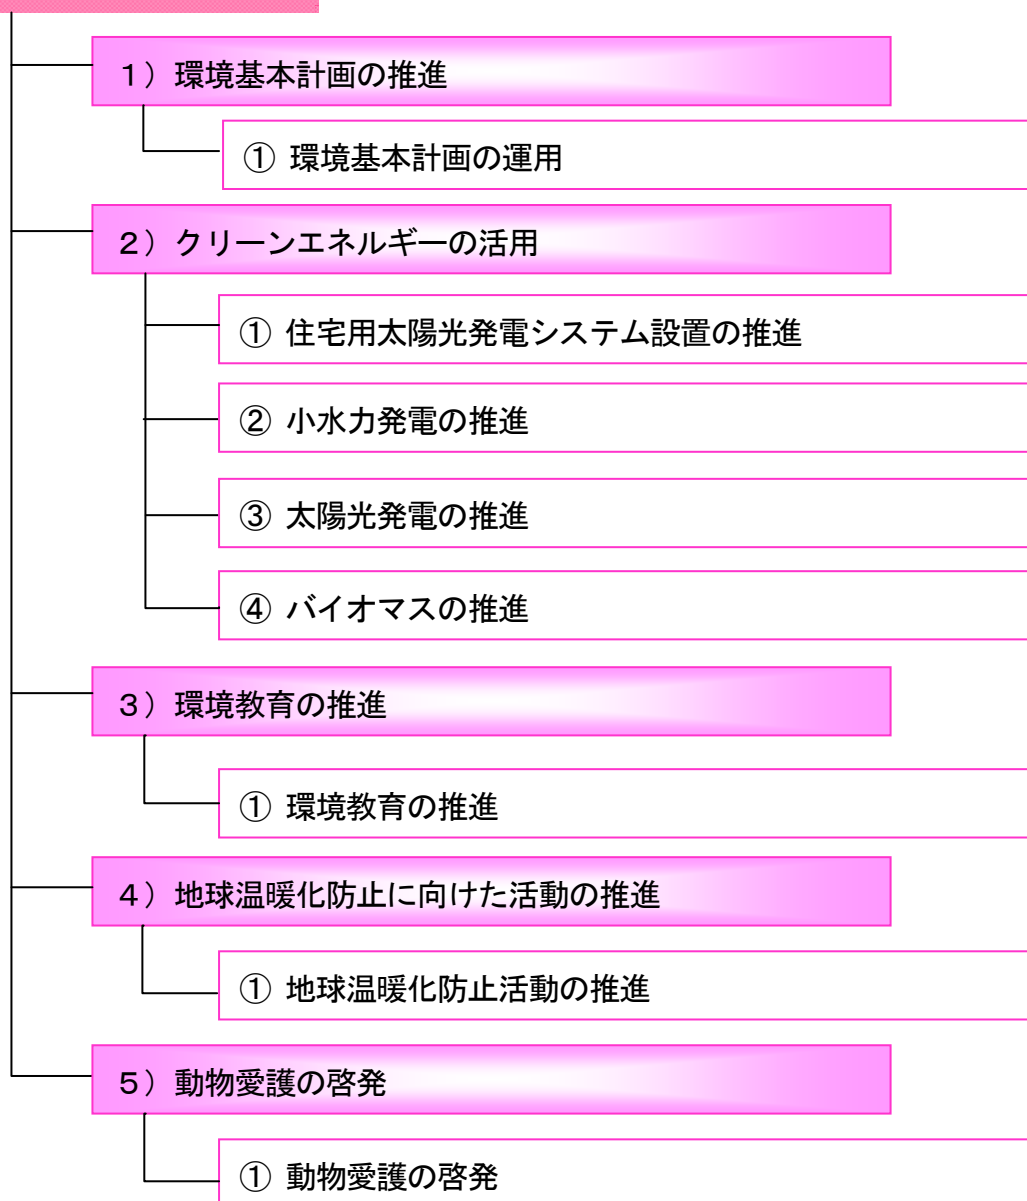 １）環境基本計画の推進
① 環境基本計画の運用
２）クリーンエネルギーの活用
① 住宅用太陽光発電システム設置の推進
② 小水力発電の推進
③ 太陽光発電の推進
④ バイオマスの推進
３）環境教育の推進
① 環境教育の推進
４）地球温暖化防止に向けた活動の推進
① 地球温暖化防止活動の推進
５）動物愛護の啓発
① 動物愛護の啓発